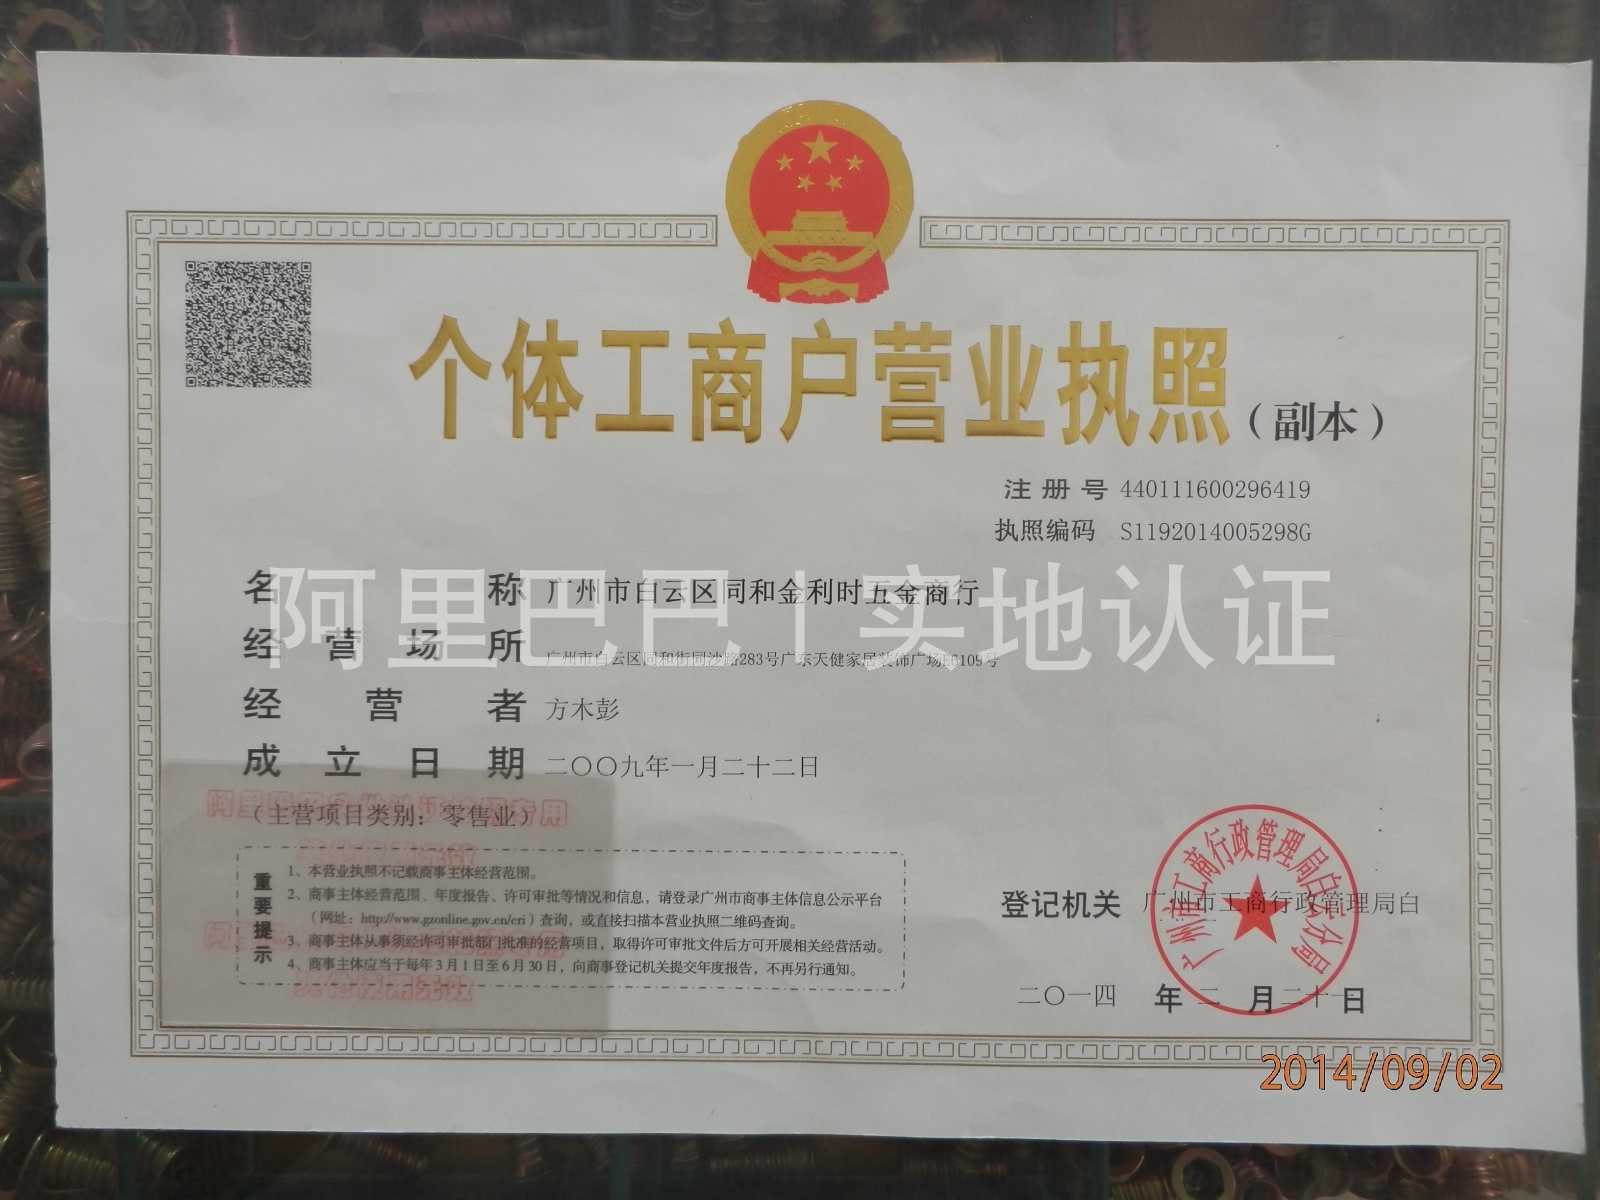 个体工商户营业执照（副本）
注册号 440111600296419
执照编码 S1192014005298G
名称 广州市白云区同和金利时五金商行
阿里巴巴 | 实地认证
经营场所 广州市白云区同和街同沙路283号广东天健家居装饰广场 109号
经营者 方木彭
成立日期 二〇〇九年一月二十二日
（主营项目类别：零售业）
重要提示
1、本营业执照不记载商事主体经营范围。
2、商事主体经营范围、年度报告、许可审批等情况和信息，请登录广州市商事主体信息公示平台
（网址：http://www.gzonline.gov.cn/cri）查询，或直接扫描本营业执照二维码查询。
3、商事主体从事须经许可审批部门批准的经营项目，取得许可审批文件后方可开展相关经营活动。
4、商事主体应当于每年3月1日至6月30日，向商事登记机关提交年度报告，不再另行通知。
登记机关 广州市工商行政管理局白
广州市工商行政管理局白云分局
二〇一四 年 二 月 二十一 日
2014/09/02